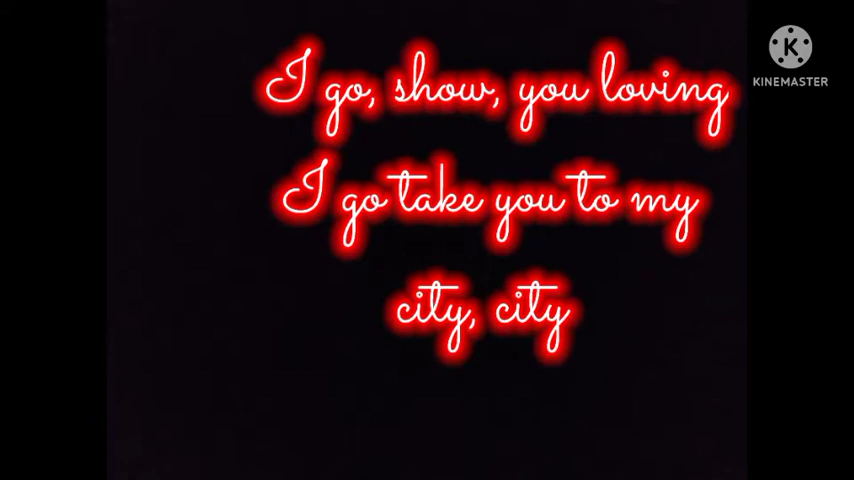 I go, show, you loving
I go take you to my
city, city
KINEMASTER